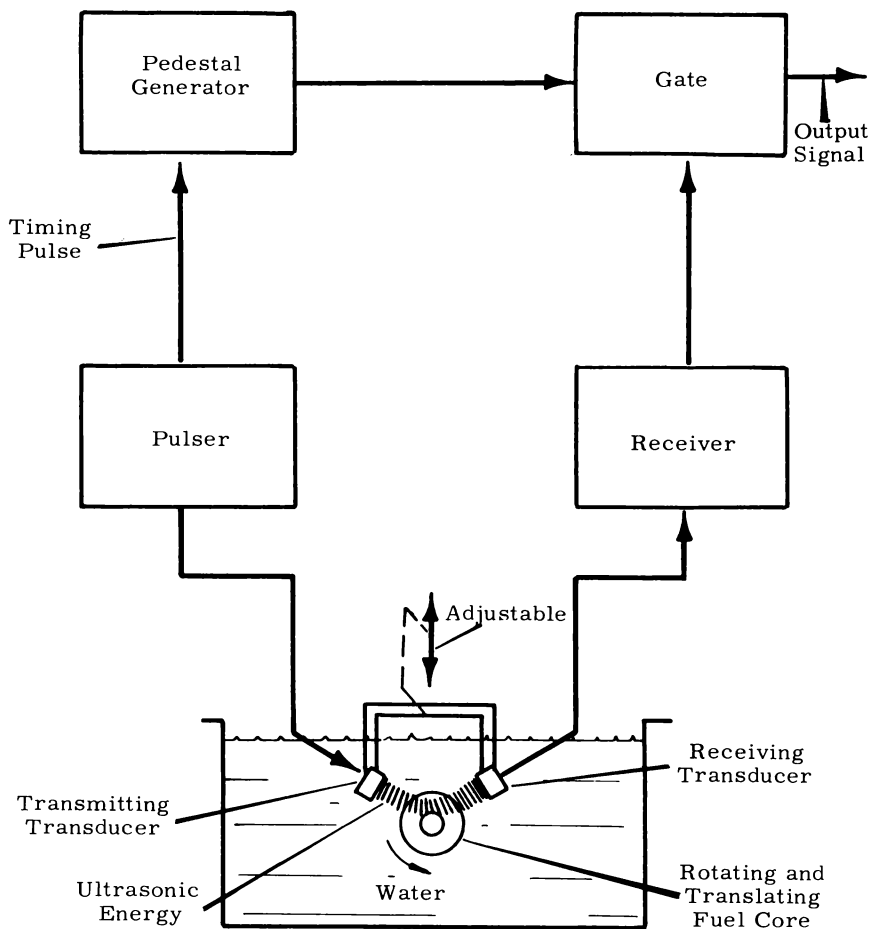 Pedestal
Generator
Gate
Output
Signal
Timing
Pulse
Pulser
Receiver
Adjustable
Receiving
Transducer
Transmitting
Transducer
Ultrasonic
Energy
Water
Rotating and
Translating
Fuel Core